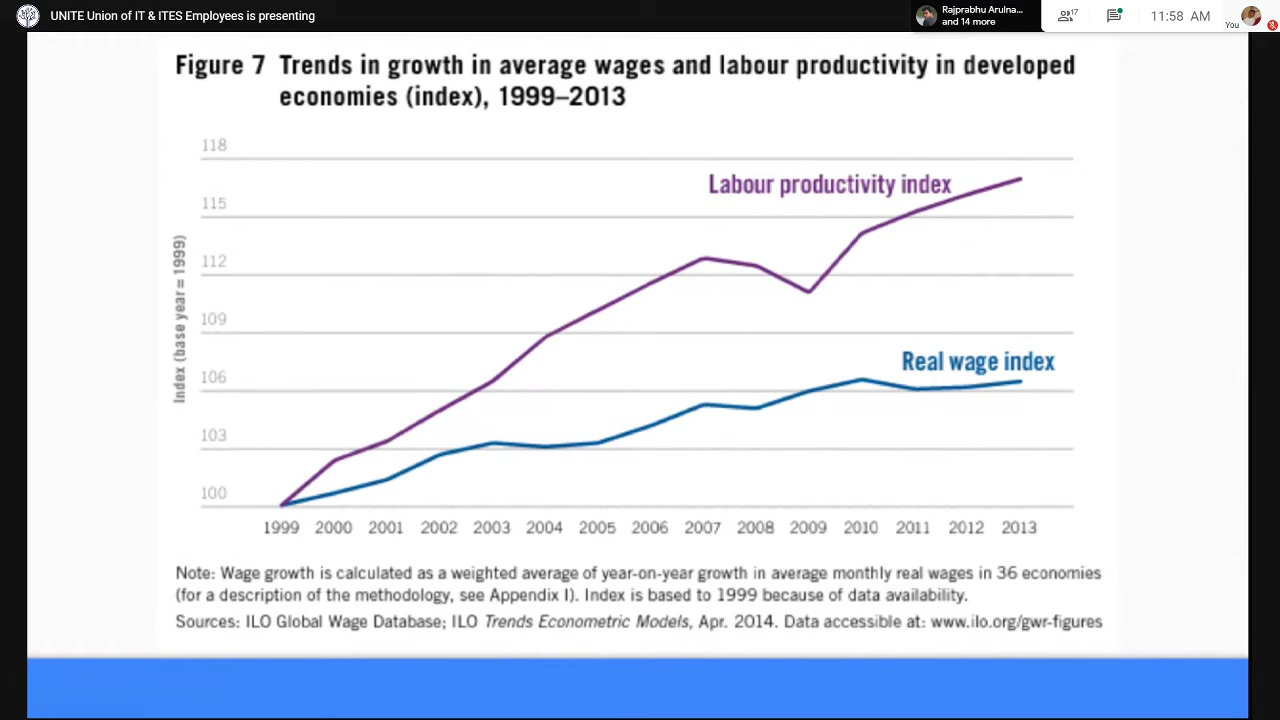 UNITE Union of IT & ITES Employees is presenting
Rajprabhu Arulna...
and 14 more
17
11:58 AM
You
Figure 7 Trends in growth in average wages and labour productivity in developed
economies (index), 1999–2013
118
Labour productivity index
115
112
109
Real wage index
106
103
100
Index (base year = 1999)
1999 2000 2001 2002 2003 2004 2005 2006 2007 2008 2009 2010 2011 2012 2013
Note: Wage growth is calculated as a weighted average of year-on-year growth in average monthly real wages in 36 economies
(for a description of the methodology, see Appendix I). Index is based to 1999 because of data availability.
Sources: ILO Global Wage Database; ILO Trends Econometric Models, Apr. 2014. Data accessible at: www.ilo.org/gwr-figures